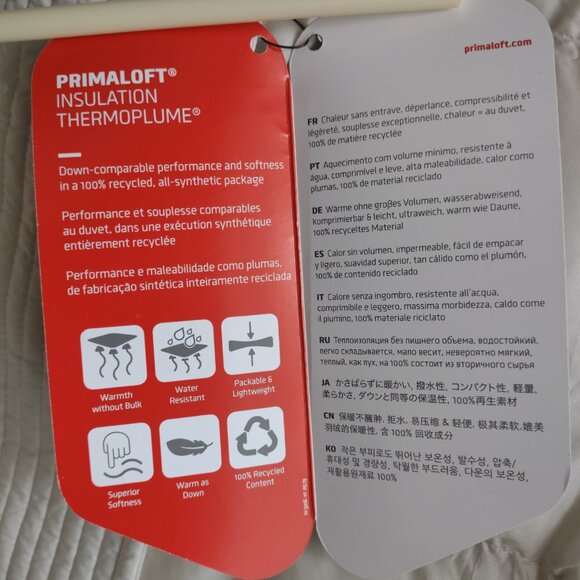 PRIMALOFT®
INSULATION
THERMOPLUME®
Down-comparable performance and softness
in a 100% recycled, all-synthetic package
Performance et souplesse comparables
au duvet, dans une exécution synthétique
entièrement recyclée
Performance e maleabilidade como plumas,
de fabricação sintética inteiramente reciclada
Warmth
without Bulk
Water
Resistant
Packable &
Lightweight
Superior
Softness
Warm as
Down
100% Recycled
Content
primaloft.com
FR Chaleur sans entrave, déperlance, compressibilité et
légèreté, souplesse exceptionnelle, chaleur = au duvet,
100% de matière recyclée
PT Aquecimento com volume mínimo, resistente à
água, comprimível e leve, alta maleabilidade, calor como
plumas, 100% de material reciclado
DE Wärme ohne großes Volumen, wasserabweisend,
komprimierbar & leicht, ultraweich, warm wie Daune,
100% recyceltes Material
ES Calor sin volumen, impermeable, fácil de empacar
y ligero, suavidad superior, tan cálido como el plumón,
100% de contenido reciclado
IT Calore senza ingombro, resistente all'acqua,
comprimibile e leggero, massima morbidezza, caldo come
il piumino, 100% materiale riciclato
RU Теплоизоляция без лишнего объема, водостойкий,
легко складывается, мало весит, невероятно мягкий,
теплый, как пух, на 100% состоит из вторичного сырья
JA かさばらずに暖かい, 撥水性, コンパクト性, 軽量,
柔らかさ, ダウンと同等の保温性, 100%再生素材
CN 保暖不臃肿. 拒水. 易压缩 & 轻便. 极其柔软. 媲美
羽绒的保暖性. 含 100% 回收成分
KO 작은 부피로도 뛰어난 보온성, 발수성, 압축/
휴대성 및 경량성, 탁월한 부드러움, 다운의 보온성,
재활용원재료 100%